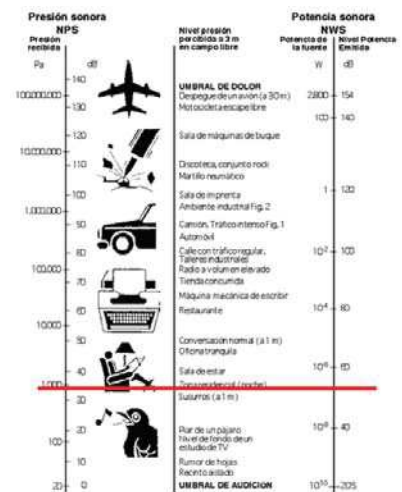 Presión sonora
NPS
Presión
recibida
Pa
dB
Nivel presión
percibida a 3 m
en campo libre
Potencia sonora
NWS
Potencia de
la fuente
Nivel Potencia
Emitida
W
dB
140
UMBRAL DE DOLOR
100.000.000
Despegue de un avión (a 30 m)
2.800
154
130
Motocicleta escape libre
100
140
120
Sala de máquinas de buque
10.000.000
110
Discoteca, conjunto rock
Martillo neumático
100
Sala de imprenta
1
120
1.000.000
Ambiente industrial Fig. 2
90
Camión, Tráfico intenso Fig. 1
Automóvil
80
Calle con tráfico regular,
10²
100
Talleres industriales
100.000
Radio a volumen elevado
70
Tienda concurrida
Máquina mecánica de escribir
10⁴
80
60
Restaurante
10.000
50
Conversación normal (a 1 m)
Oficina tranquila
10⁶
60
40
Sala de estar
1.000
Zona residencial (noche)
30
Susurros (a 1 m)
20
Piar de un pájaro
10⁸
40
100
Nivel de fondo de un
estudio de TV
10
Rumor de hojas
Recinto aislado
20
0
UMBRAL DE AUDICIÓN